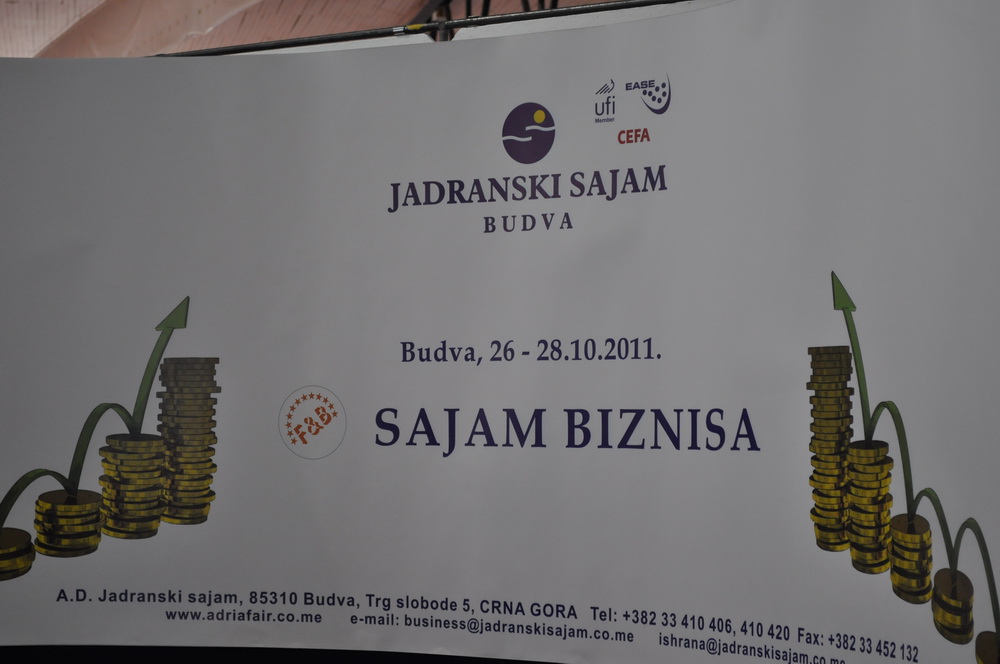 ufi
Member
EASE
CEFA
JADRANSKI SAJAM
BUDVA
Budva, 26 - 28.10.2011.
F&B
SAJAM BIZNISA
A.D. Jadranski sajam, 85310 Budva, Trg slobode 5, CRNA GORA Tel: +382 33 410 406, 410 420 Fax: +382 33 452 132
www.adriafair.co.me e-mail: business@jadranskisajam.co.me ishrana@jadranskisajam.co.me